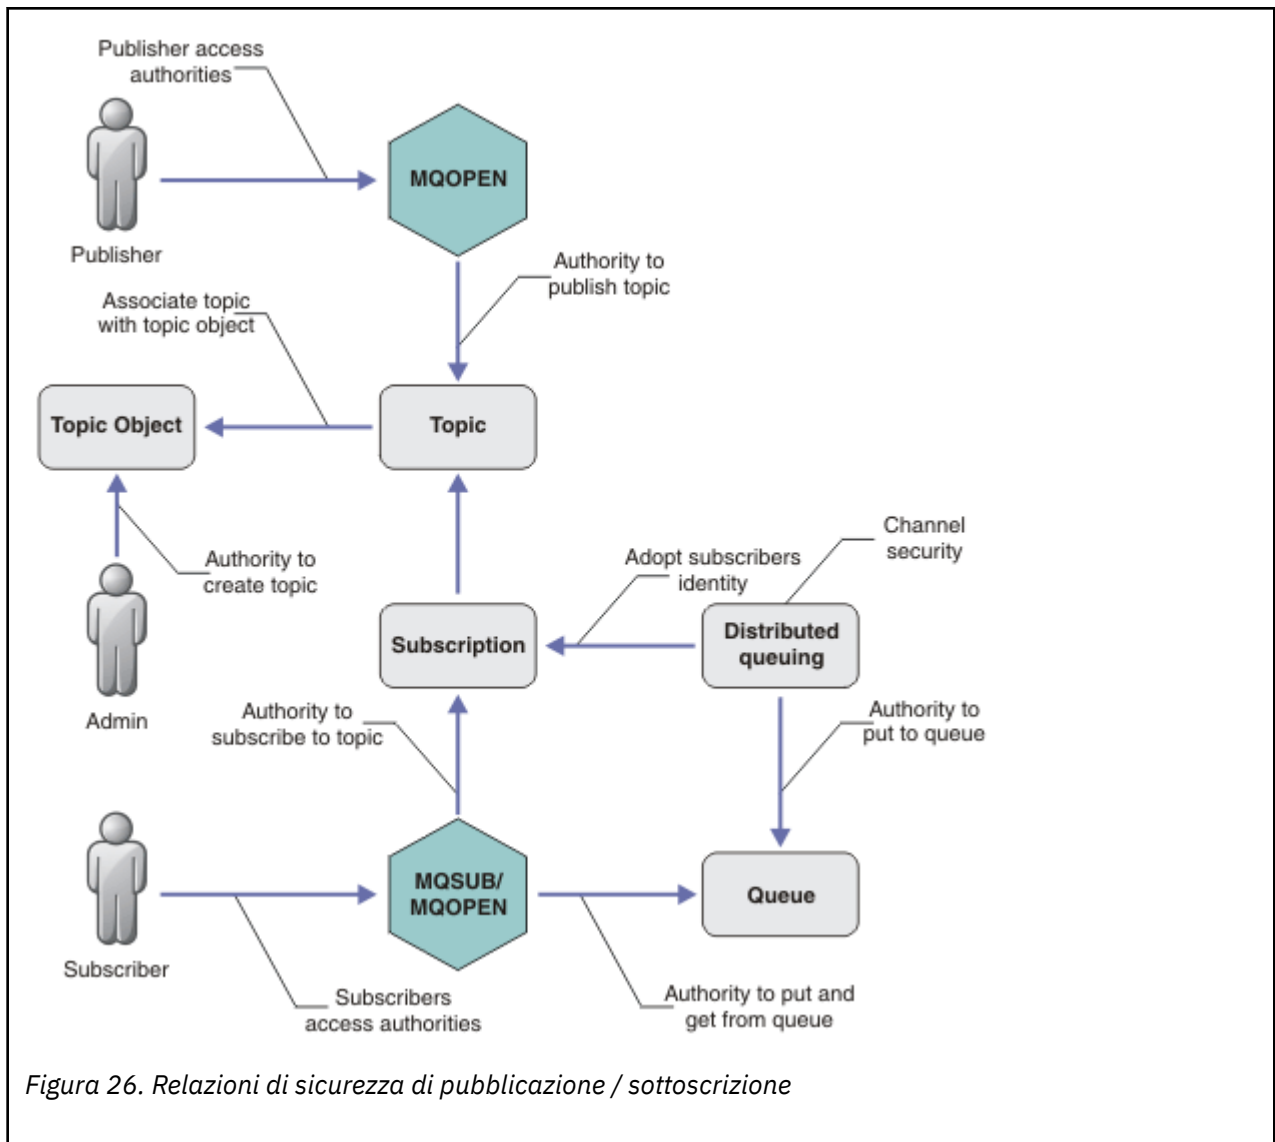 Publisher access
authorities
MQOPEN
Publisher
Authority to
publish topic
Associate topic
with topic object
Topic Object
Topic
Channel
security
Authority to
create topic
Adopt subscribers
identity
Subscription
Distributed
queuing
Admin
Authority to
subscribe to topic
Authority to
put to queue
MQSUB/
MQOPEN
Queue
Subscriber
Subscribers
access authorities
Authority to put and
get from queue
Figura 26. Relazioni di sicurezza di pubblicazione / sottoscrizione